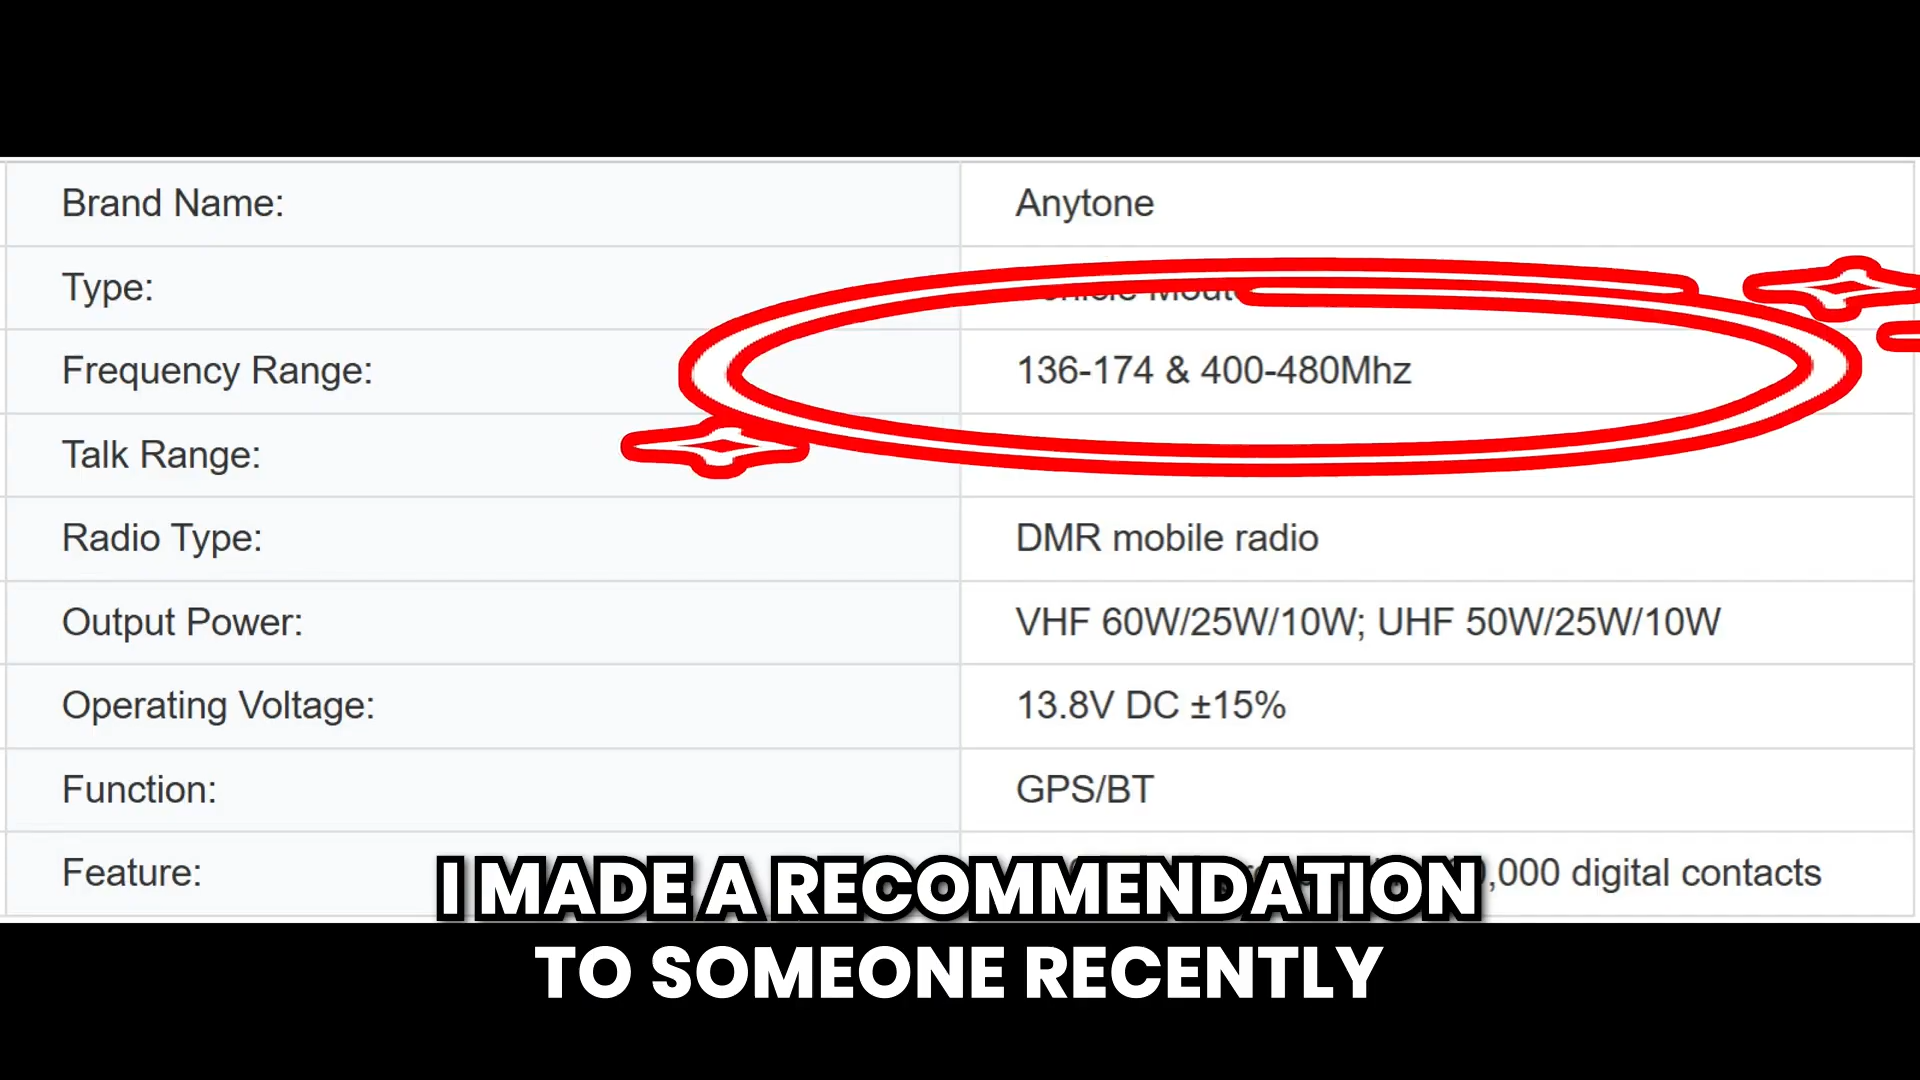 Brand Name: Anytone
Type:
Frequency Range: 136-174 & 400-480Mhz
Talk Range:
Radio Type: DMR mobile radio
Output Power: VHF 60W/25W/10W; UHF 50W/25W/10W
Operating Voltage: 13.8V DC ±15%
Function: GPS/BT
Feature: digital contacts
I MADE A RECOMMENDATION
TO SOMEONE RECENTLY